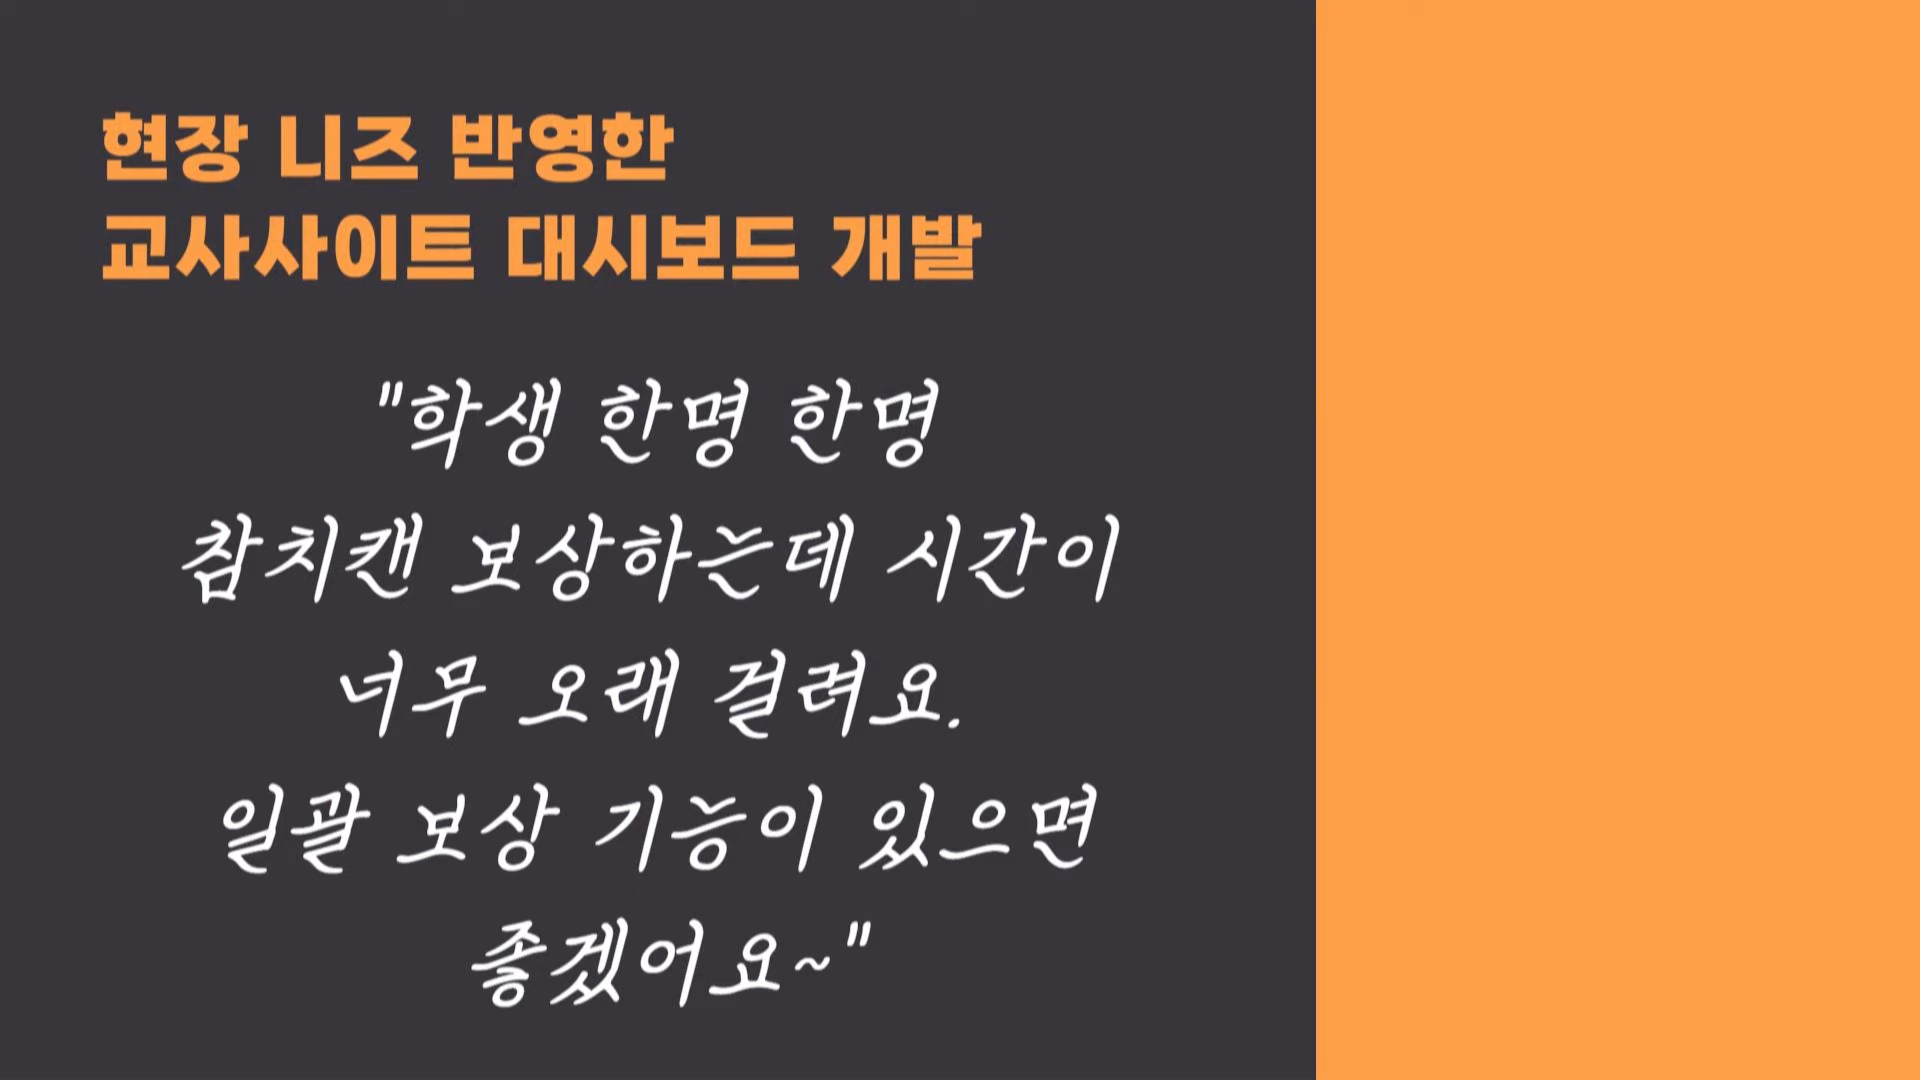 현장 니즈 반영한
교사사이트 대시보드 개발
"학생 한명 한명
참치캔 보상하는데 시간이
너무 오래 걸려요.
일괄 보상 기능이 있으면
좋겠어요~"